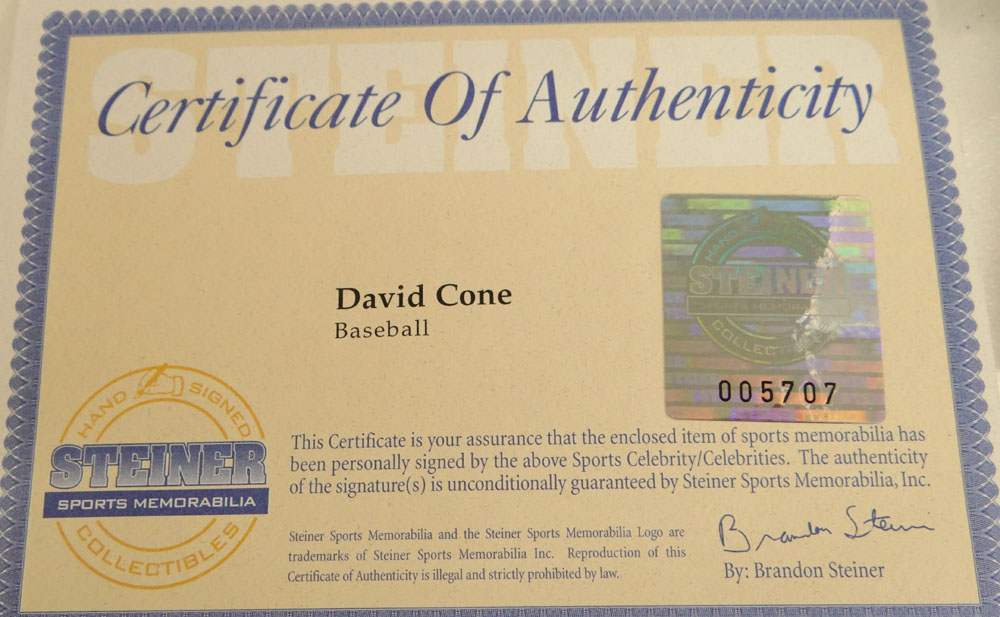 STEINER
Certificate Of Authenticity
HAND
STEINER
SPORTS MEMORABILIA
COLLECT
005707
David Cone
Baseball
HAND SIGNED
STEINER
SPORTS MEMORABILIA
COLLECTIBLES
This Certificate is your assurance that the enclosed item of sports memorabilia has
been personally signed by the above Sports Celebrity/Celebrities. The authenticity
of the signature(s) is unconditionally guaranteed by Steiner Sports Memorabilia, Inc.
Steiner Sports Memorabilia and the Steiner Sports Memorabilia Logo are
trademarks of Steiner Sports Memorabilia Inc. Reproduction of this
Certificate of Authenticity is illegal and strictly prohibited by law.
Brandon Steiner
By: Brandon Steiner